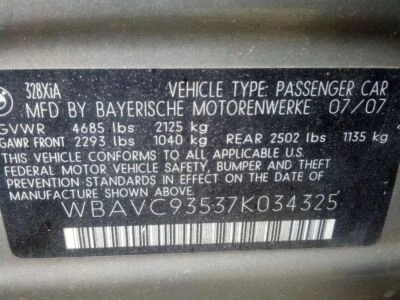 328XiA VEHICLE TYPE: PASSENGER CAR
MFD BY BAYERISCHE MOTORENWERKE 07/07
GVWR 4685 lbs 2125 kg
GAWR FRONT 2293 lbs 1040 kg REAR 2502 lbs 1135 kg
THIS VEHICLE CONFORMS TO ALL APPLICABLE
FEDERAL MOTOR VEHICLE SAFETY, BUMPER AND THEFT
PREVENTION STANDARDS IN EFFECT ON THE DATE OF
MANUFACTURE SHOWN ABOVE.
WBAVC93537K034325